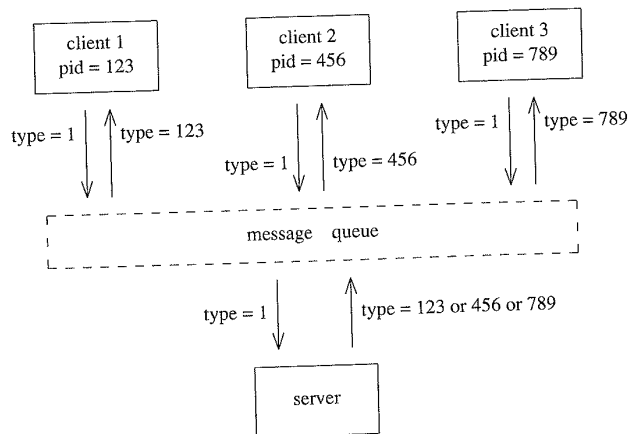 client 1
pid = 123
client 2
pid = 456
client 3
pid = 789
type = 1
type = 123
type = 1
type = 456
type = 1
type = 789
message queue
type = 1
type = 123 or 456 or 789
server